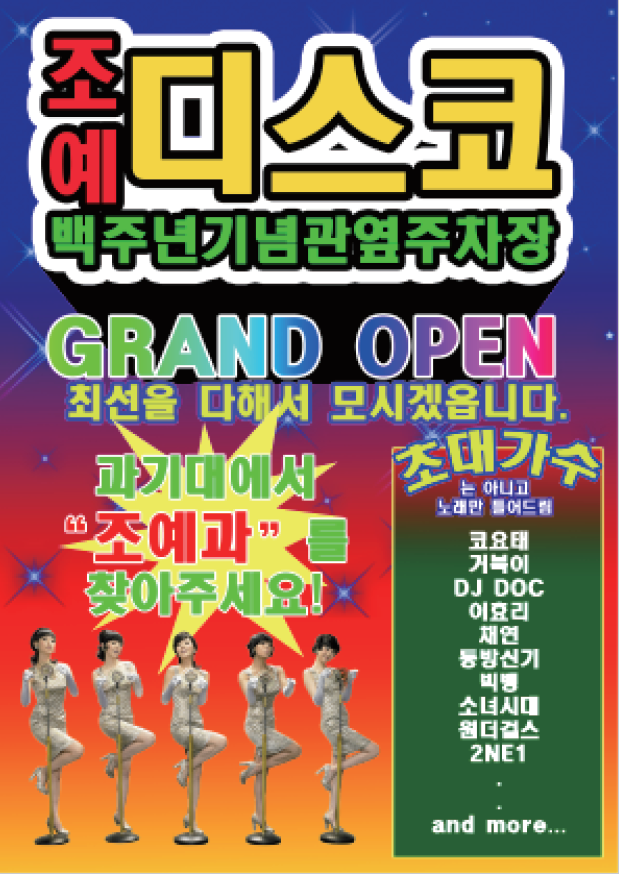 조예 디스코
백주년기념관옆주차장
GRAND OPEN
최선을 다해서 모시겠읍니다.
과기대에서
“조예과” 를
찾아주세요!
조대가수
는 아니고
노래만 틀어드림
코요태
거북이
DJ DOC
이효리
채연
동방신기
빅뱅
소녀시대
원더걸스
2NE1
.
.
and more...